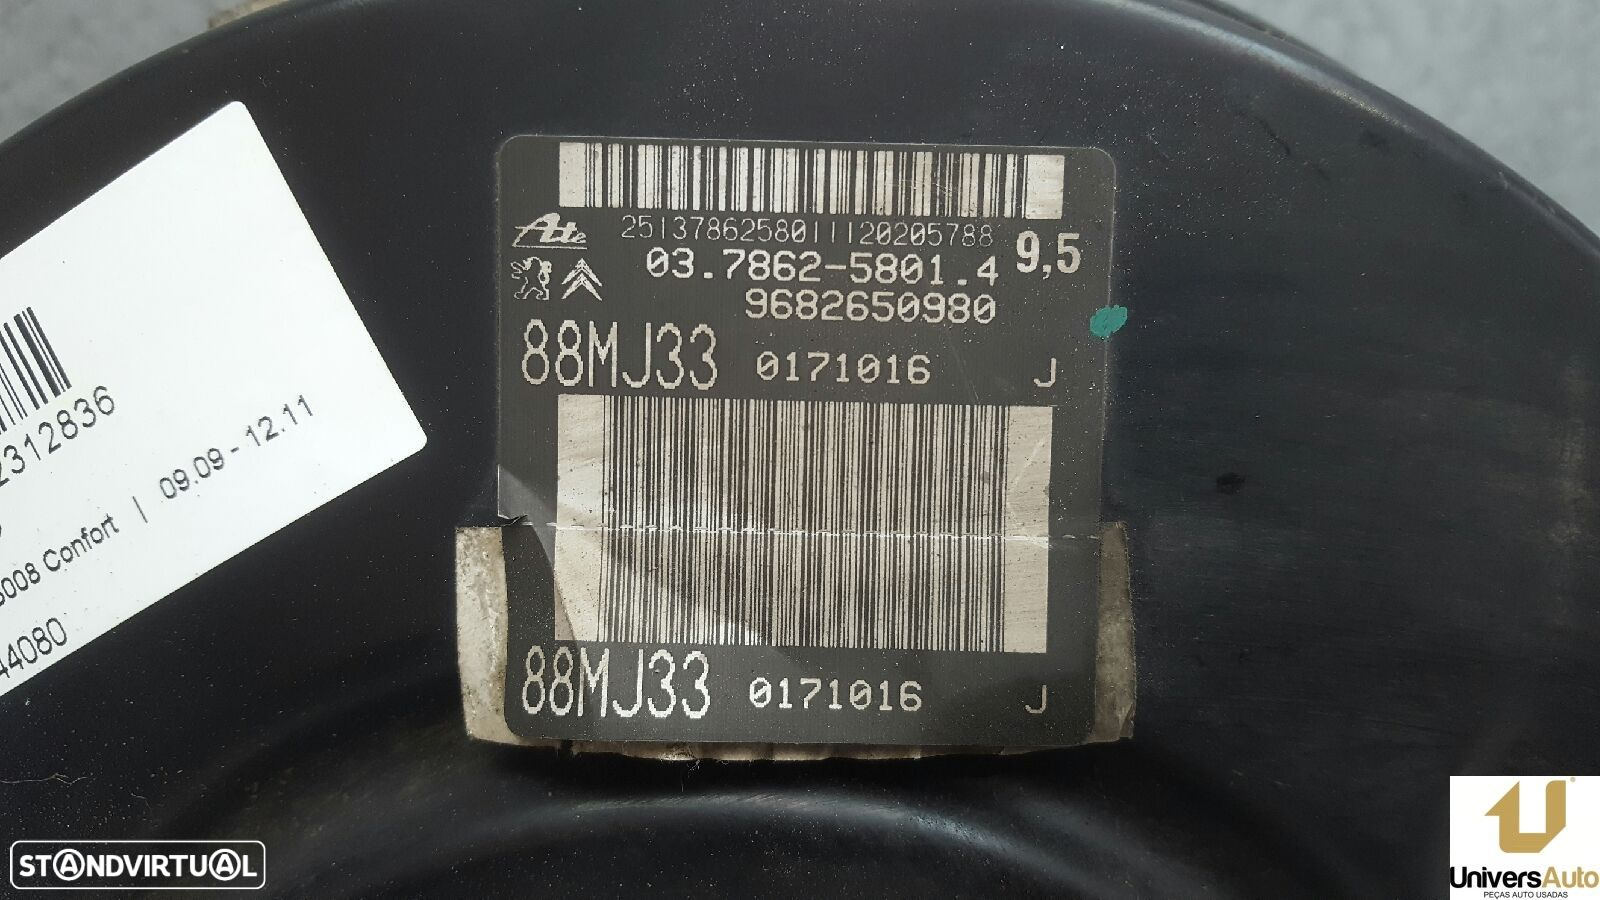 Ate
2513786258011120205788
03.7862-5801.4
9,5
9682650980
88MJ33 0171016 J
88MJ33 0171016 J
2312836
3008 Confort | 09.09 - 12.11
44080
STANDVIRTUAL
UniversAuto
PEÇAS AUTO USADAS